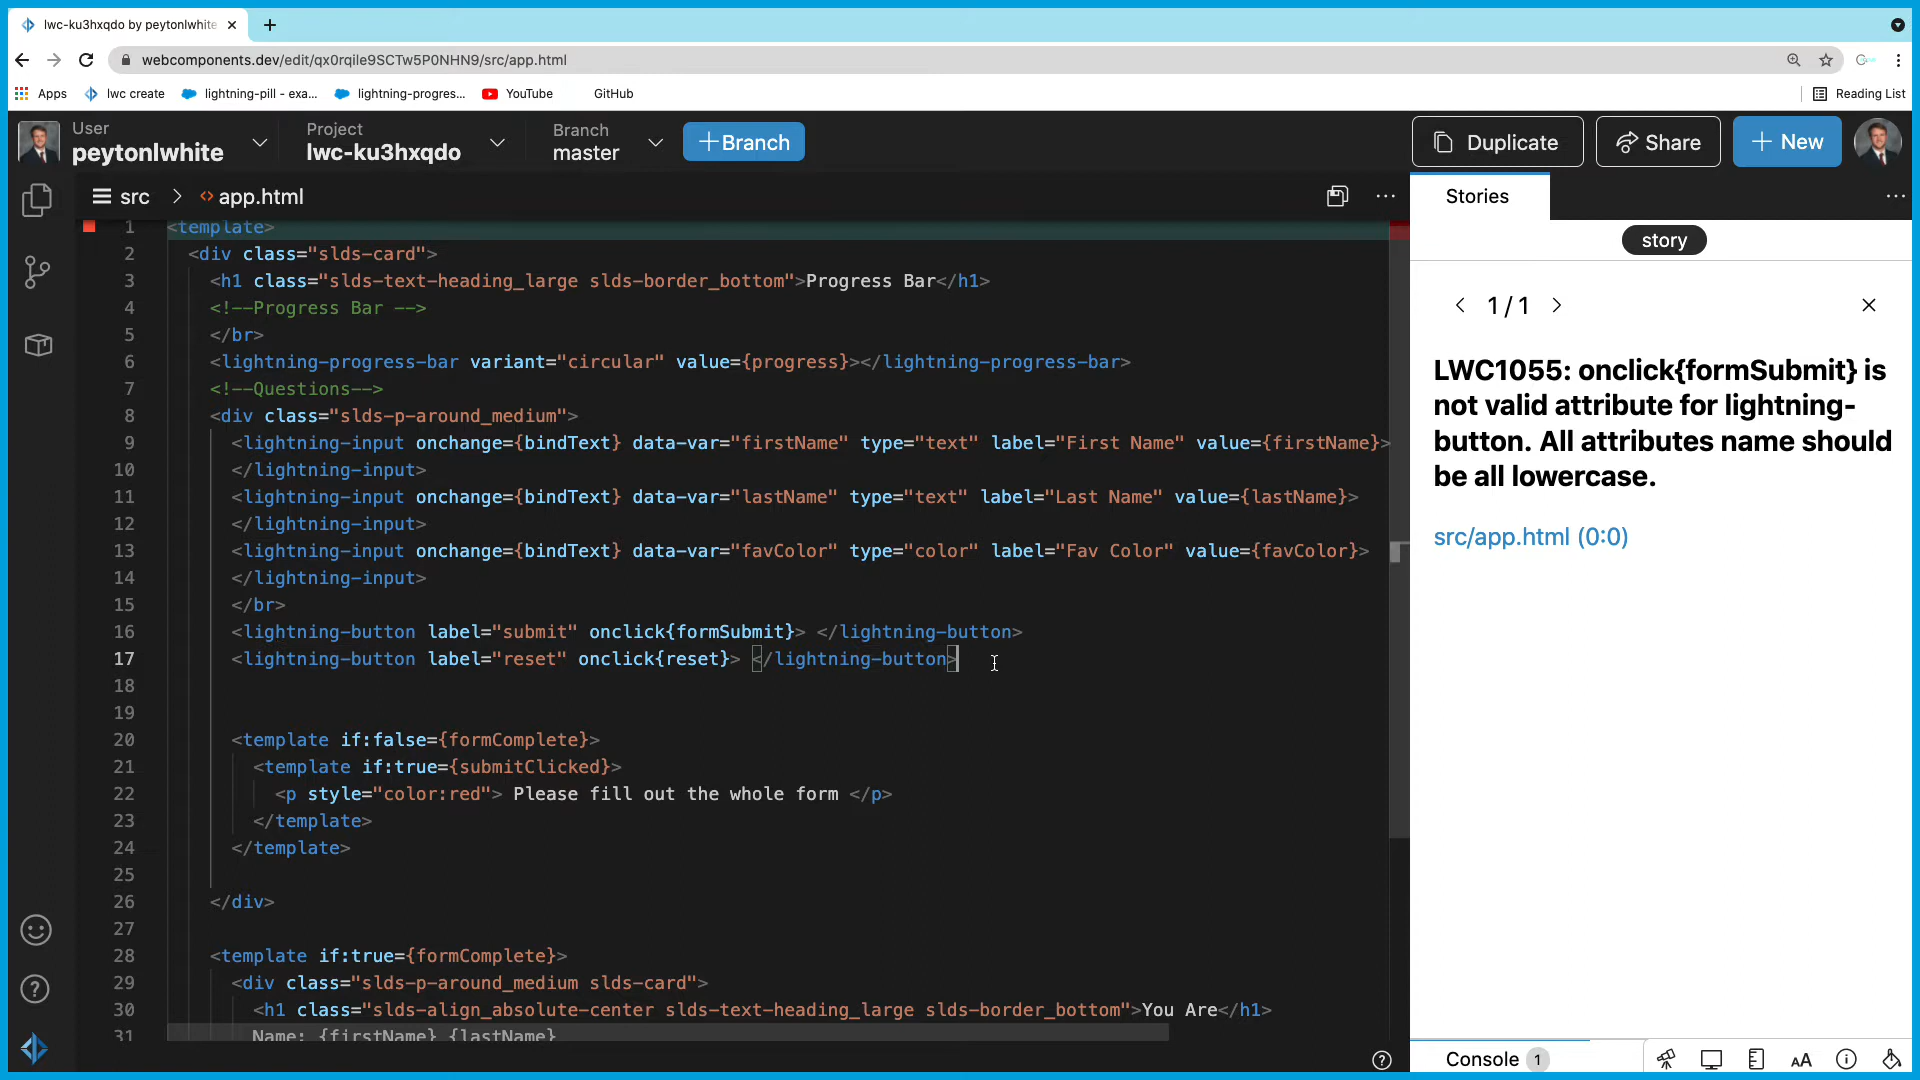 lwc-ku3hxqdo by peytonlwhite
webcomponents.dev/edit/qx0rqile9SCTw5P0NHN9/src/app.html
Apps
lwc create
lightning-pill - exa...
lightning-progres...
YouTube
GitHub
Reading List
User
peytonlwhite
Project
lwc-ku3hxqdo
Branch
master
+Branch
Duplicate
Share
+ New
src > <> app.html
1 <template>
2 <div class="slds-card">
3 <h1 class="slds-text-heading_large slds-border_bottom">Progress Bar</h1>
4 <!--Progress Bar -->
5 </br>
6 <lightning-progress-bar variant="circular" value={progress}></lightning-progress-bar>
7 <!--Questions-->
8 <div class="slds-p-around_medium">
9 <lightning-input onchange={bindText} data-var="firstName" type="text" label="First Name" value={firstName}>
10 </lightning-input>
11 <lightning-input onchange={bindText} data-var="lastName" type="text" label="Last Name" value={lastName}>
12 </lightning-input>
13 <lightning-input onchange={bindText} data-var="favColor" type="color" label="Fav Color" value={favColor}>
14 </lightning-input>
15 </br>
16 <lightning-button label="submit" onclick{formSubmit}> </lightning-button>
17 <lightning-button label="reset" onclick{reset}> </lightning-button>
18
19
20 <template if:false={formComplete}>
21 <template if:true={submitClicked}>
22 <p style="color:red"> Please fill out the whole form </p>
23 </template>
24 </template>
25
26 </div>
27
28 <template if:true={formComplete}>
29 <div class="slds-p-around_medium slds-card">
30 <h1 class="slds-align_absolute-center slds-text-heading_large slds-border_bottom">You Are</h1>
31 Name: {firstName} {lastName}
Stories
story
1 / 1
LWC1055: onclick{formSubmit} is
not valid attribute for lightning-
button. All attributes name should
be all lowercase.
src/app.html (0:0)
Console 1
AA